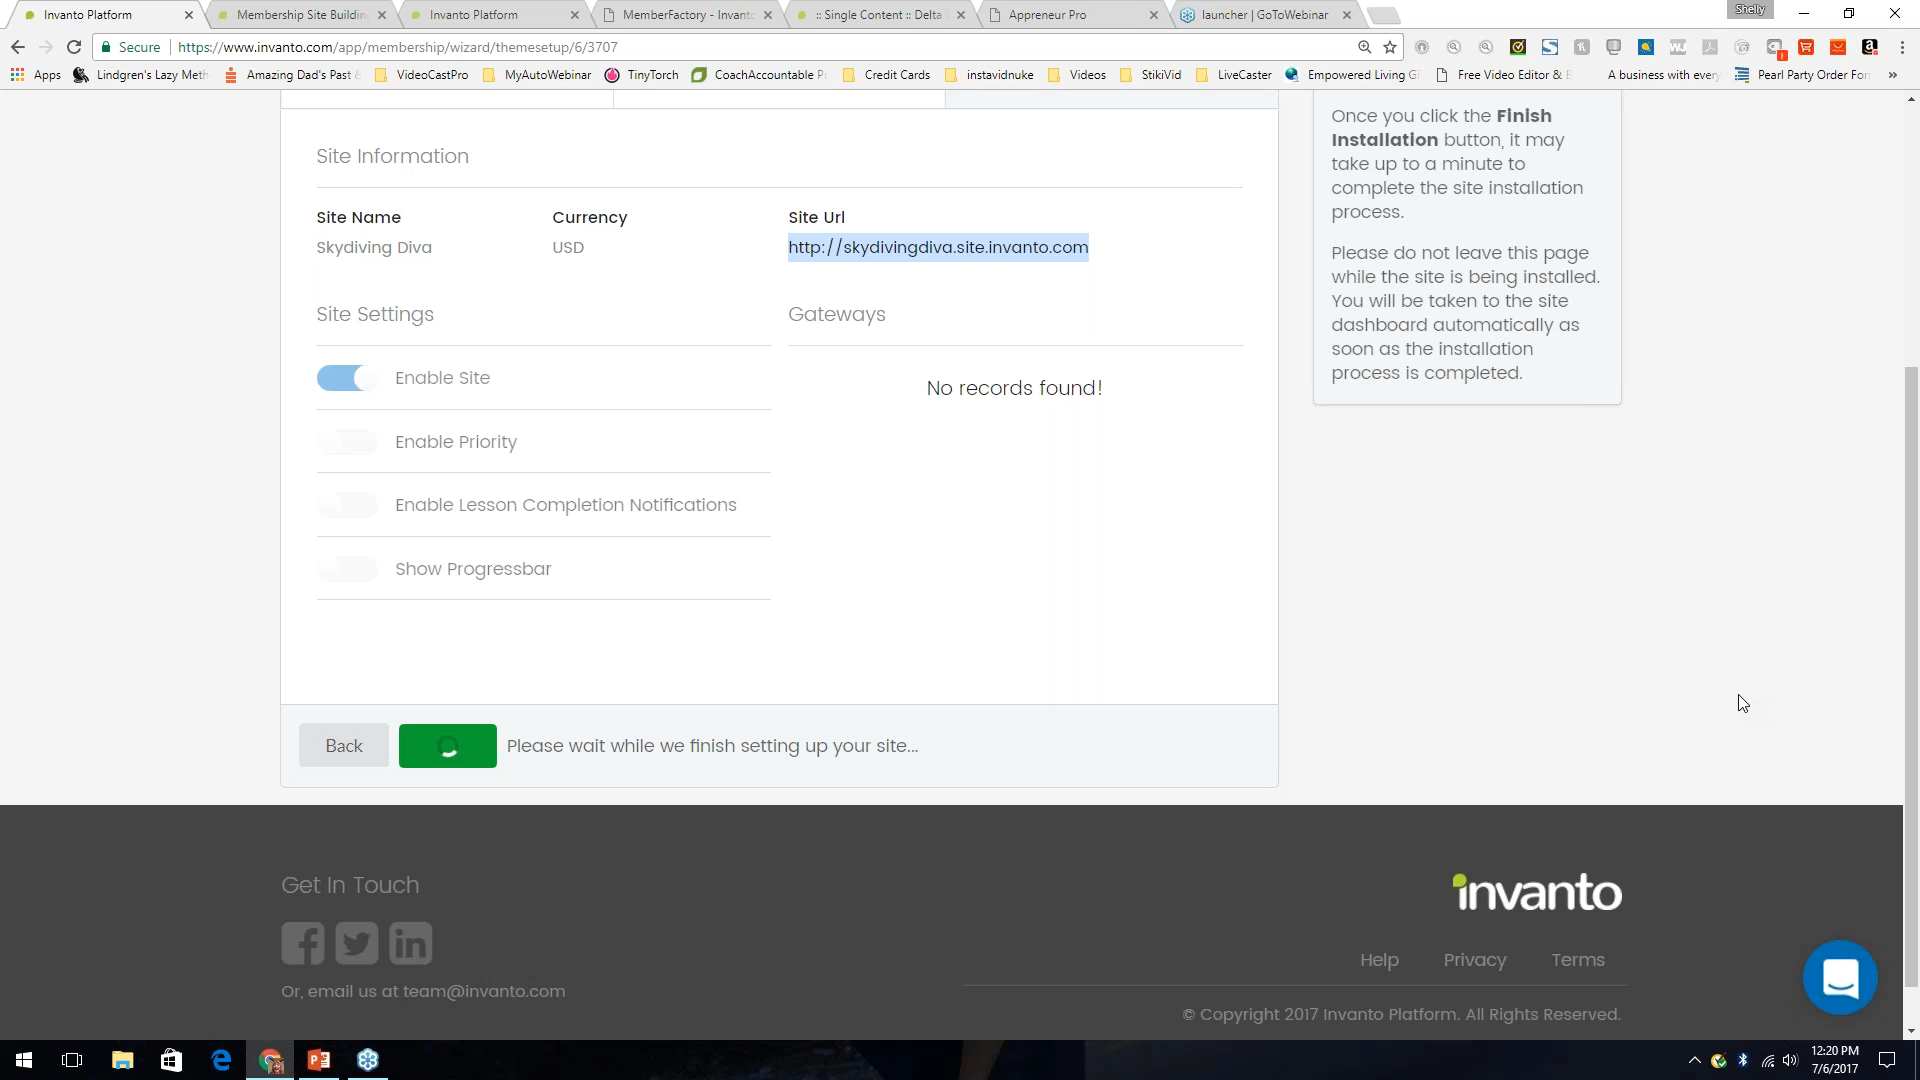 Invanto Platform
Membership Site Buildin
Invanto Platform
MemberFactory - Invant
:: Single Content :: Delta
Appreneur Pro
launcher | GoToWebinar
Shelly
Secure
https://www.invanto.com/app/membership/wizard/themesetup/6/3707
Apps
Lindgren's Lazy Meth
Amazing Dad's Past
VideoCastPro
MyAutoWebinar
TinyTorch
CoachAccountable P
Credit Cards
instavidnuke
Videos
StikiVid
LiveCaster
Empowered Living G
Free Video Editor &
A business with every
Pearl Party Order For
»
Site Information
Site Name
Currency
Site Url
Skydiving Diva
USD
http://skydivingdiva.site.invanto.com
Site Settings
Gateways
Enable Site
No records found!
Enable Priority
Enable Lesson Completion Notifications
Show Progressbar
Back
Please wait while we finish setting up your site...
Once you click the Finish
Installation button, it may
take up to a minute to
complete the site installation
process.
Please do not leave this page
while the site is being installed.
You will be taken to the site
dashboard automatically as
soon as the installation
process is completed.
Get In Touch
Or, email us at team@invanto.com
invanto
Help
Privacy
Terms
© Copyright 2017 Invanto Platform. All Rights Reserved.
12:20 PM
7/6/2017